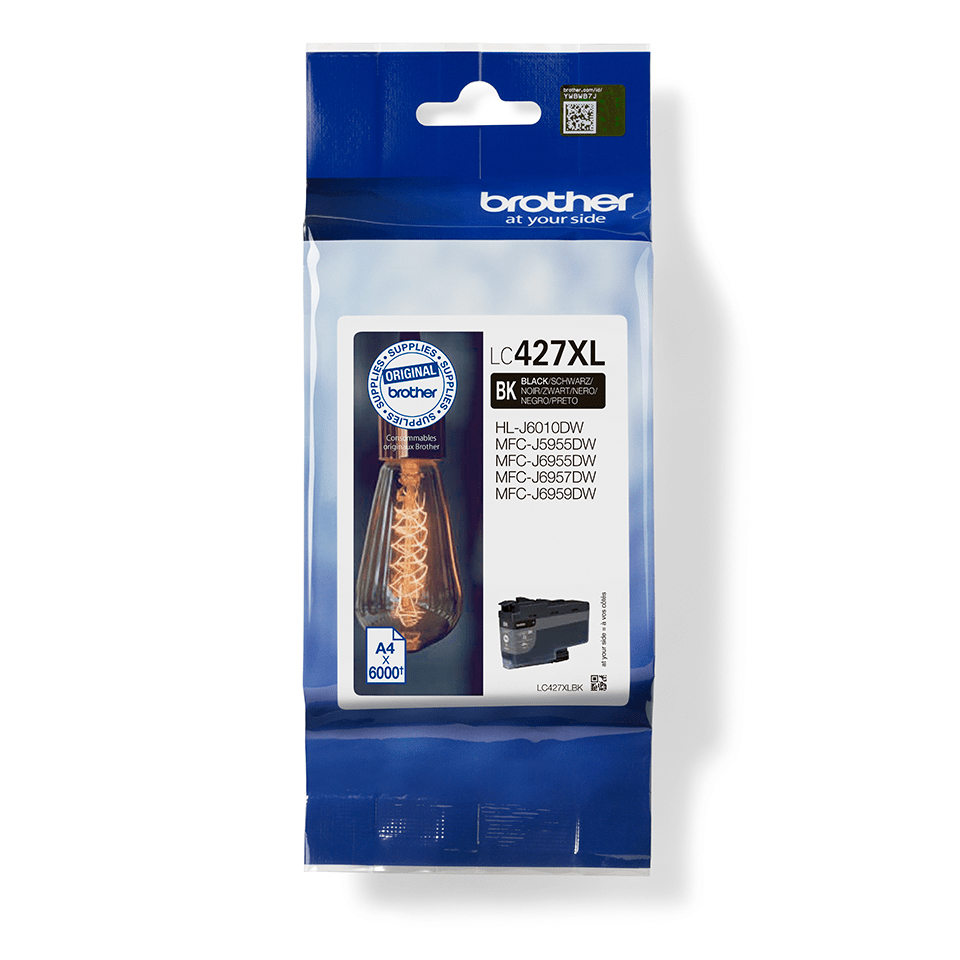 brother.com/id/
YWBWB7J
brother
at your side
LC427XL
BK
BLACK/SCHWARZ/
NOIR/ZWART/NERO/
NEGRO/PRETO
SUPPLIES • SUPPLIES • SUPPLIES •
ORIGINAL
brother
Consommables
originaux Brother
HL-J6010DW
MFC-J5955DW
MFC-J6955DW
MFC-J6957DW
MFC-J6959DW
A4
x
6000†
at your side = à vos côtés
LC427XLBK